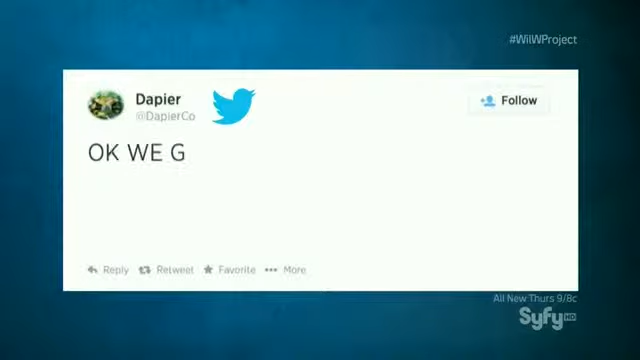 #WilWProject
Dapier
@DapierCo
Follow
OK WE G
Reply Retweet Favorite More
All New Thurs 9/8c
Syfy HD